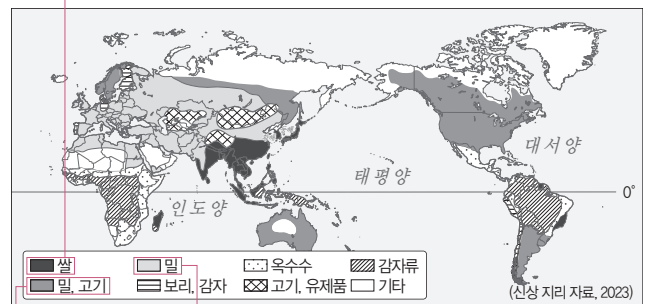 대서양
태평양
0°
인도양
쌀 밀 옥수수 감자류
밀, 고기 보리, 감자 고기, 유제품 기타
(신상 지리 자료, 2023)